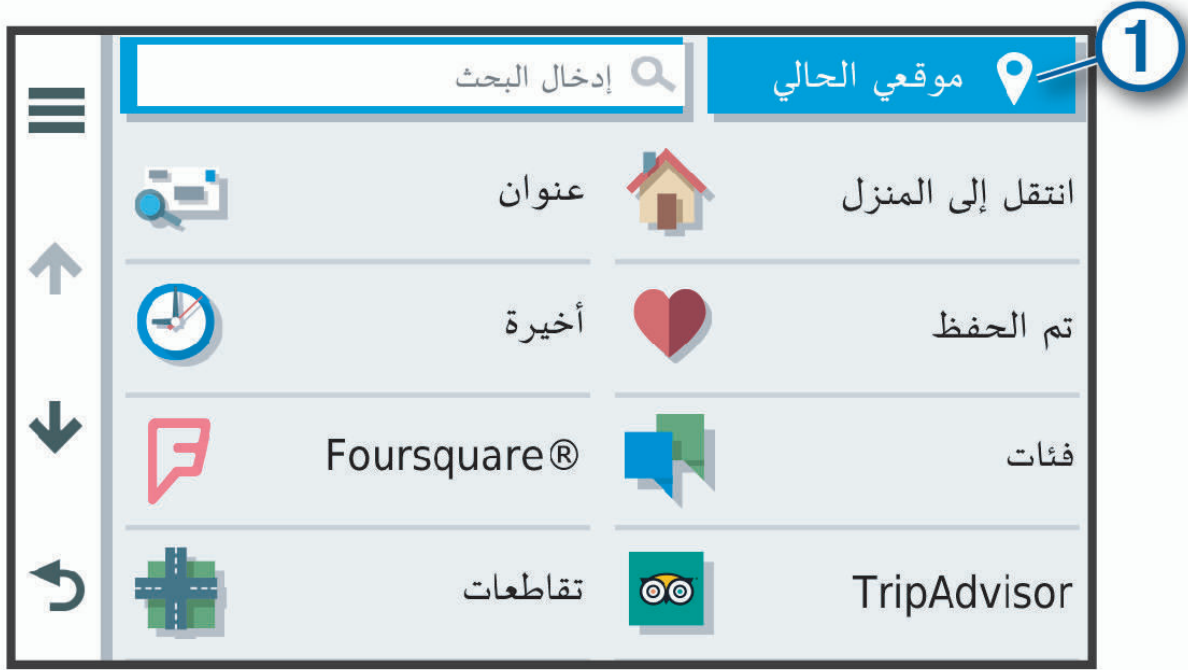 1
موقعي الحالي
إدخال البحث
انتقل إلى المنزل
عنوان
تم الحفظ
أخيرة
فئات
Foursquare®
TripAdvisor
تقاطعات